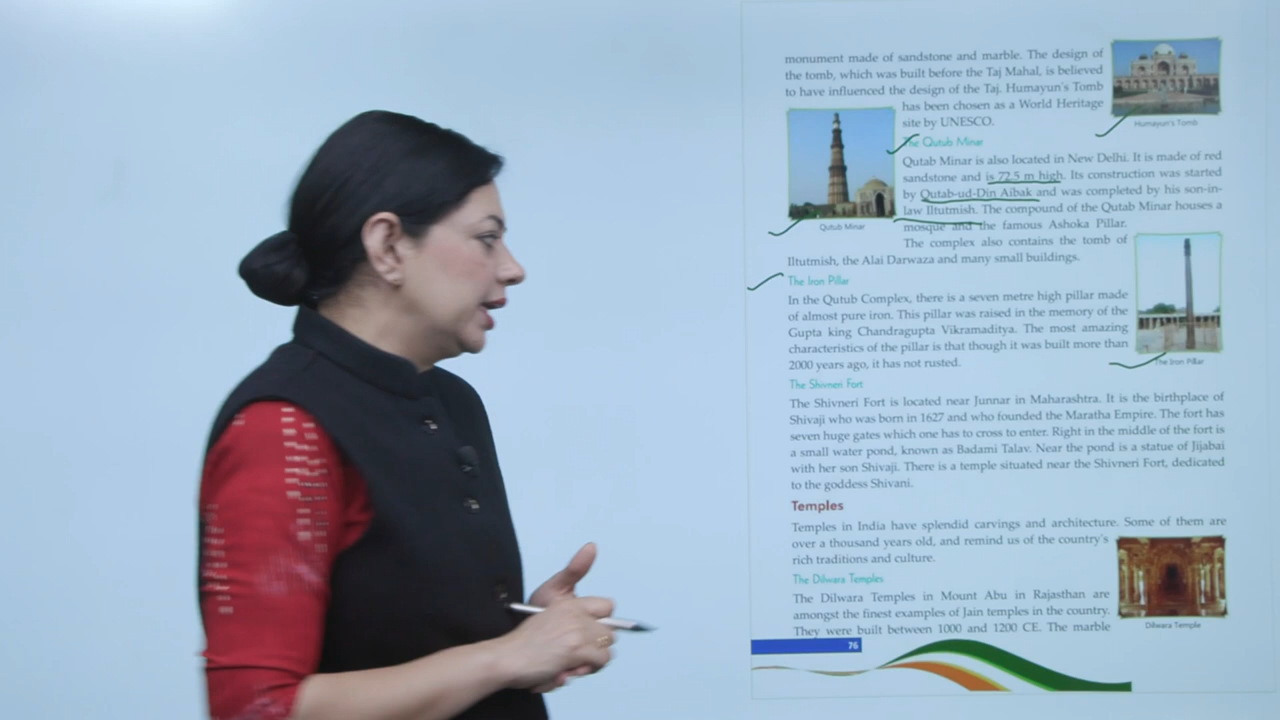 monument made of sandstone and marble. The design of
the tomb, which was built before the Taj Mahal, is believed
to have influenced the design of the Taj. Humayun's Tomb
has been chosen as a World Heritage
site by UNESCO.
Humayun's Tomb
The Qutub Minar
Qutab Minar is also located in New Delhi. It is made of red
sandstone and is 72.5 m high. Its construction was started
by Qutab-ud-Din Aibak and was completed by his son-in-
law Iltutmish. The compound of the Qutab Minar houses a
mosque and the famous Ashoka Pillar.
The complex also contains the tomb of
Iltutmish, the Alai Darwaza and many small buildings.
Qutub Minar
The Iron Pillar
In the Qutub Complex, there is a seven metre high pillar made
of almost pure iron. This pillar was raised in the memory of the
Gupta king Chandragupta Vikramaditya. The most amazing
characteristics of the pillar is that though it was built more than
2000 years ago, it has not rusted.
The Iron Pillar
The Shivneri Fort
The Shivneri Fort is located near Junnar in Maharashtra. It is the birthplace of
Shivaji who was born in 1627 and who founded the Maratha Empire. The fort has
seven huge gates which one has to cross to enter. Right in the middle of the fort is
a small water pond, known as Badami Talav. Near the pond is a statue of Jijabai
with her son Shivaji. There is a temple situated near the Shivneri Fort, dedicated
to the goddess Shivani.
Temples
Temples in India have splendid carvings and architecture. Some of them are
over a thousand years old, and remind us of the country's
rich traditions and culture.
The Dilwara Temples
The Dilwara Temples in Mount Abu in Rajasthan are
amongst the finest examples of Jain temples in the country.
They were built between 1000 and 1200 CE. The marble
Dilwara Temple
76